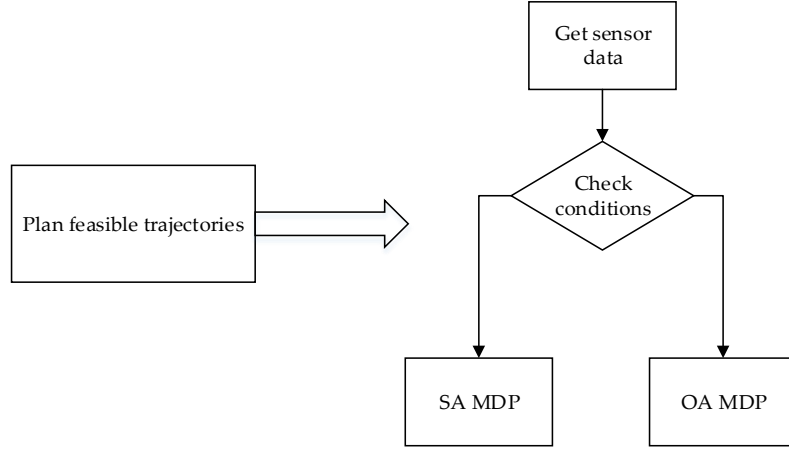 Get sensor
data
Check
conditions
Plan feasible trajectories
SA MDP
OA MDP